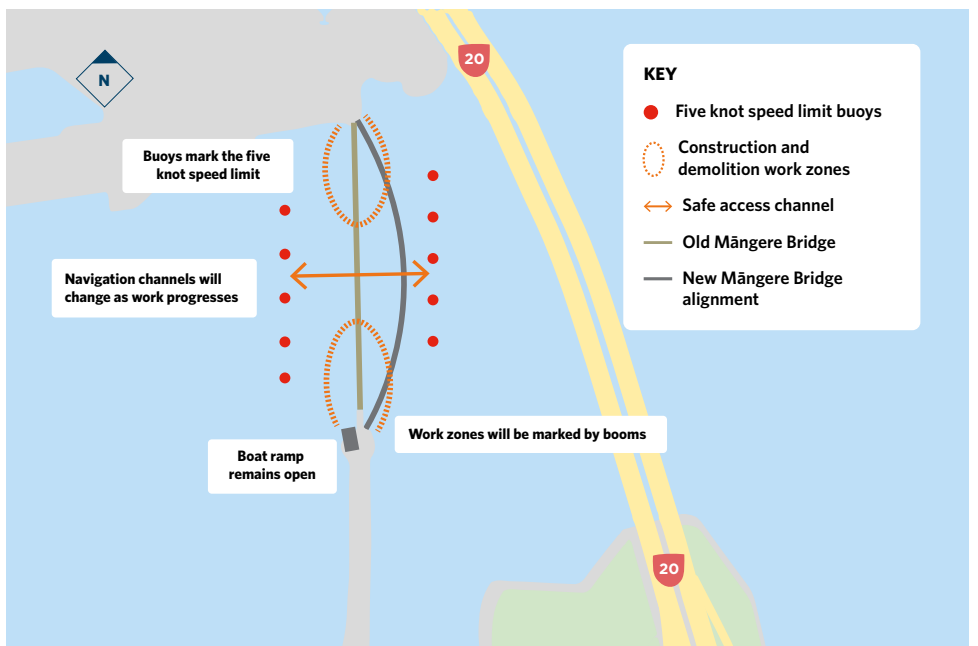 N
20
KEY
Five knot speed limit buoys
Construction and
demolition work zones
Safe access channel
Old Māngere Bridge
New Māngere Bridge
alignment
Buoys mark the five
knot speed limit
Navigation channels will
change as work progresses
Work zones will be marked by booms
Boat ramp
remains open
20